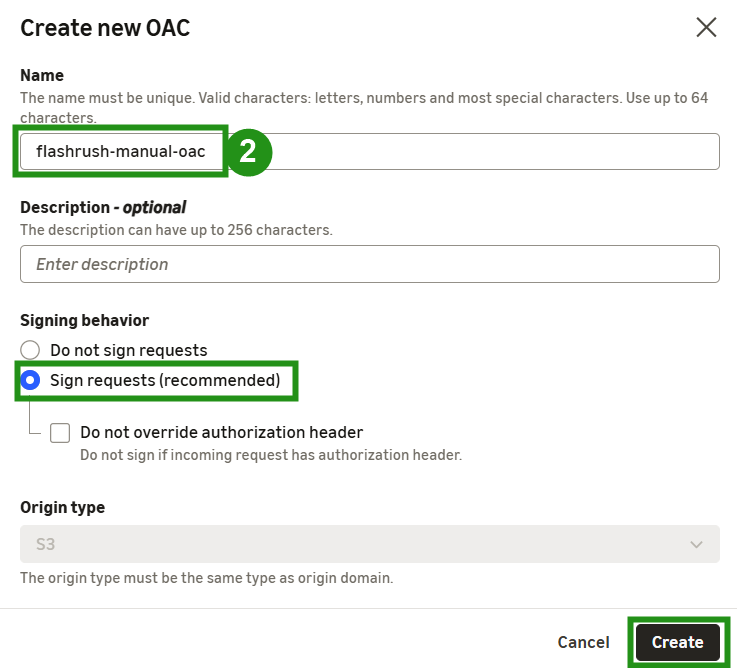 Create new OAC
Name
The name must be unique. Valid characters: letters, numbers and most special characters. Use up to 64
characters.
flashrush-manual-oac
2
Description - optional
The description can have up to 256 characters.
Enter description
Signing behavior
Do not sign requests
Sign requests (recommended)
Do not override authorization header
Do not sign if incoming request has authorization header.
Origin type
S3
The origin type must be the same type as origin domain.
Cancel
Create